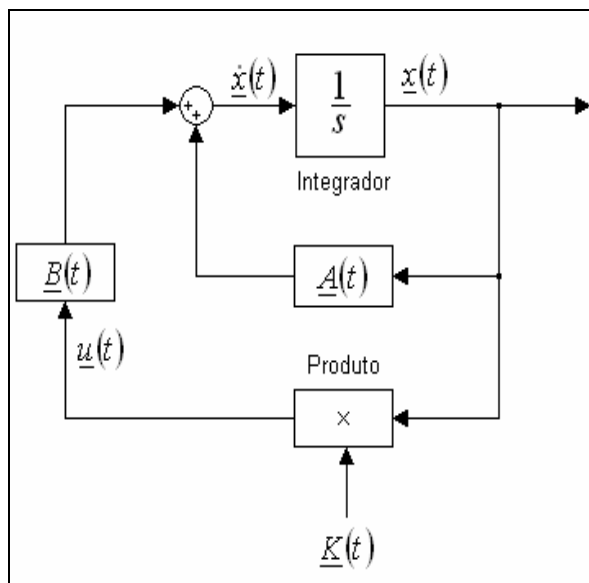 ẋ(t)
1/s
x(t)
+
+
Integrador
B(t)
A(t)
u(t)
Produto
×
K(t)